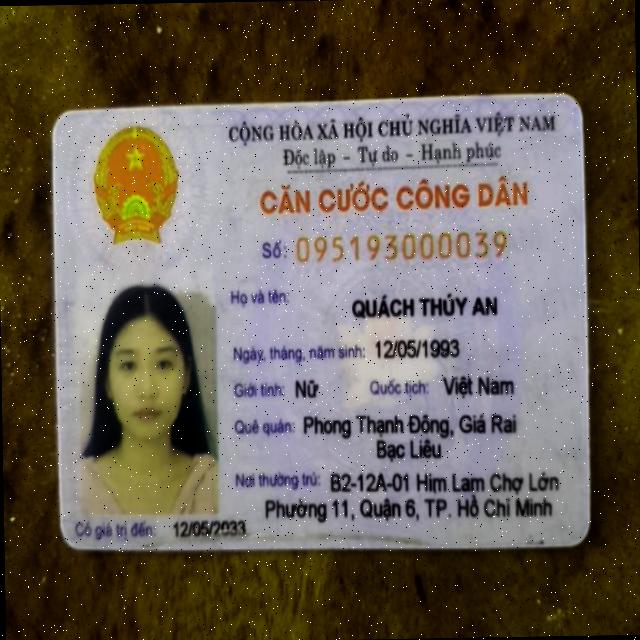 CỘNG HÒA XÃ HỘI CHỦ NGHĨA VIỆT NAM
Độc lập - Tự do - Hạnh phúc
CĂN CƯỚC CÔNG DÂN
Số: 095193000039
Họ và tên:
QUÁCH THÚY AN
Ngày, tháng, năm sinh: 12/05/1993
Giới tính: Nữ Quốc tịch: Việt Nam
Quê quán: Phong Thạnh Đông, Giá Rai
Bạc Liêu
Nơi thường trú: B2-12A-01 Him Lam Chợ Lớn
Phường 11, Quận 6, TP. Hồ Chí Minh
Có giá trị đến: 12/05/2033